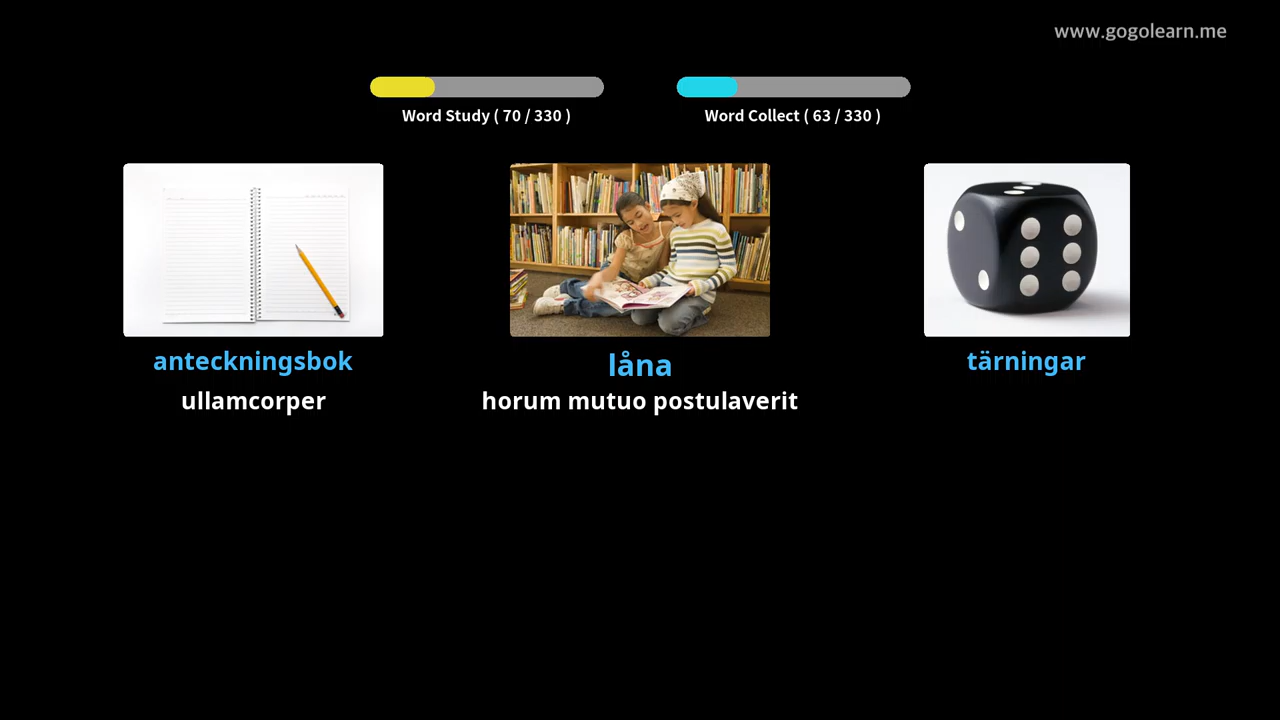 www.gogolearn.me
Word Study ( 70 / 330 )
Word Collect ( 63 / 330 )
anteckningsbok
ullamcorper
låna
horum mutuo postulaverit
tärningar